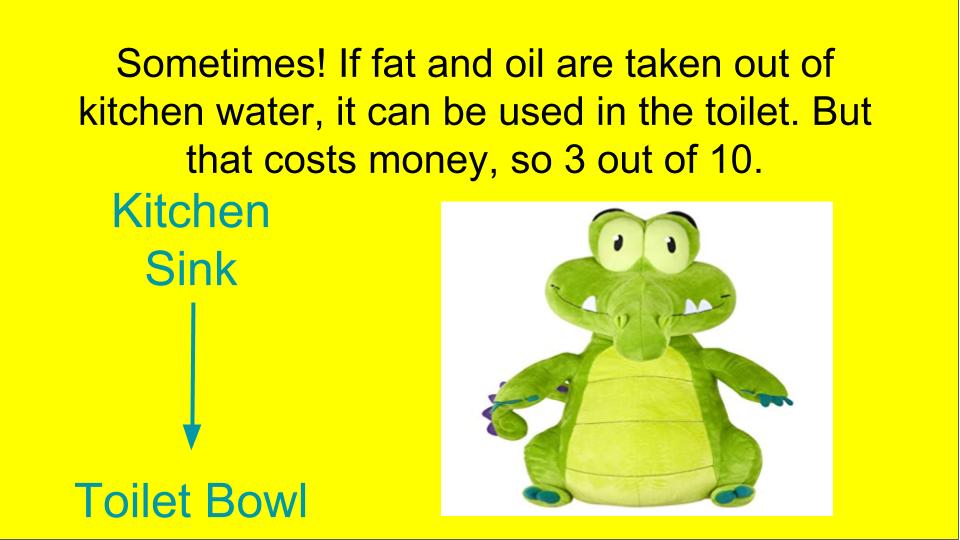 Sometimes! If fat and oil are taken out of
kitchen water, it can be used in the toilet. But
that costs money, so 3 out of 10.
Kitchen
Sink
Toilet Bowl